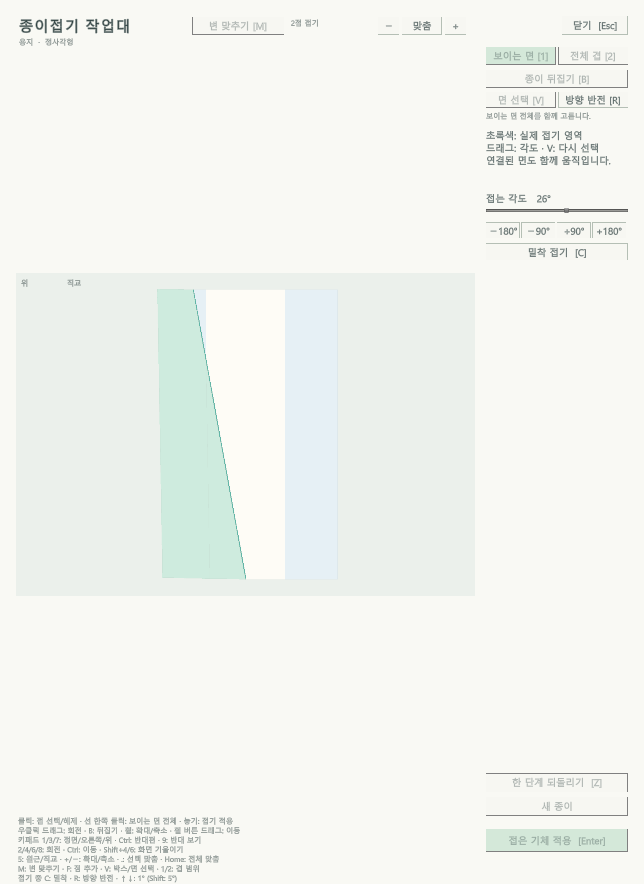 종이접기 작업대
용지 · 정사각형
변 맞추기 [M]
2점 접기
− 맞춤 +
닫기 [Esc]
보이는 면 [1] 전체 겹 [2]
종이 뒤집기 [B]
면 선택 [V] 방향 반전 [R]
보이는 면 전체를 함께 고릅니다.
초록색: 실제 접기 영역
드래그: 각도 · V: 다시 선택
연결된 면도 함께 움직입니다.
접는 각도 26°
−180° −90° +90° +180°
밀착 접기 [C]
위 직교
한 단계 되돌리기 [Z]
새 종이
접은 기체 적용 [Enter]
클릭: 점 선택/해제 · 선 한쪽 클릭: 보이는 면 전체 · 놓기: 접기 적용
우클릭 드래그: 회전 · B: 뒤집기 · 휠: 확대/축소 · 휠 버튼 드래그: 이동
키패드 1/3/7: 정면/오른쪽/위 · Ctrl: 반대편 · 9: 반대 보기
2/4/6/8: 회전 · Ctrl: 이동 · Shift+4/6: 화면 기울이기
5: 원근/직교 · +/−: 확대/축소 · .: 선택 맞춤 · Home: 전체 맞춤
M: 변 맞추기 · F: 점 추가 · V: 박스/면 선택 · 1/2: 겹 범위
접기 중 C: 밀착 · R: 방향 반전 · ↑↓: 1° (Shift: 5°)